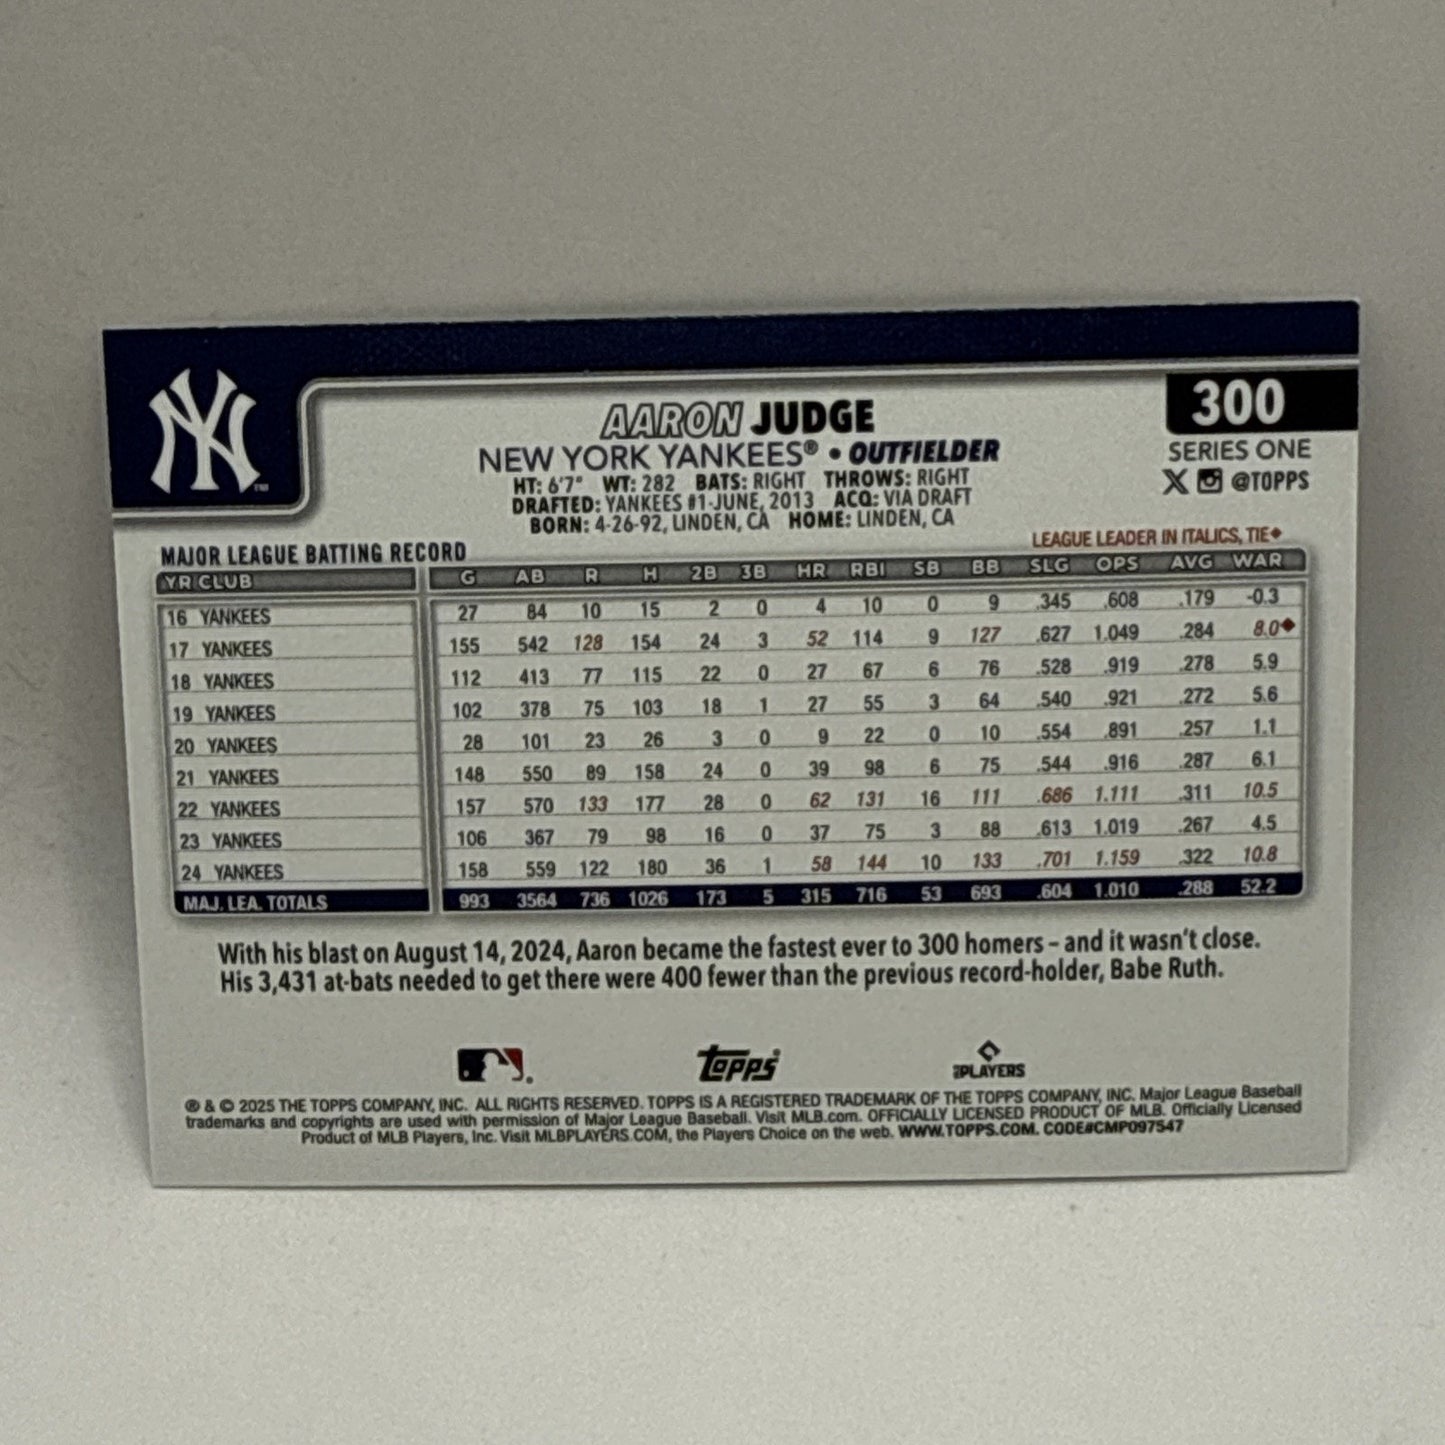 NY
TM
300
AARON JUDGE
NEW YORK YANKEES® • OUTFIELDER
SERIES ONE
HT: 6'7" WT: 282 BATS: RIGHT THROWS: RIGHT
X @TOPPS
DRAFTED: YANKEES #1-JUNE, 2013 ACQ: VIA DRAFT
BORN: 4-26-92, LINDEN, CA HOME: LINDEN, CA
MAJOR LEAGUE BATTING RECORD
LEAGUE LEADER IN ITALICS, TIE◆
YR CLUB G AB R H 2B 3B HR RBI SB BB SLG OPS AVG WAR
16 YANKEES 27 84 10 15 2 0 4 10 0 9 .345 .608 .179 -0.3
17 YANKEES 155 542 128 154 24 3 52 114 9 127 .627 1.049 .284 8.0◆
18 YANKEES 112 413 77 115 22 0 27 67 6 76 .528 .919 .278 5.9
19 YANKEES 102 378 75 103 18 1 27 55 3 64 .540 .921 .272 5.6
20 YANKEES 28 101 23 26 3 0 9 22 0 10 .554 .891 .257 1.1
21 YANKEES 148 550 89 158 24 0 39 98 6 75 .544 .916 .287 6.1
22 YANKEES 157 570 133 177 28 0 62 131 16 111 .686 1.111 .311 10.5
23 YANKEES 106 367 79 98 16 0 37 75 3 88 .613 1.019 .267 4.5
24 YANKEES 158 559 122 180 36 1 58 144 10 133 .701 1.159 .322 10.8
MAJ. LEA. TOTALS 993 3564 736 1026 173 5 315 716 53 693 .604 1.010 .288 52.2
With his blast on August 14, 2024, Aaron became the fastest ever to 300 homers – and it wasn't close.
His 3,431 at-bats needed to get there were 400 fewer than the previous record-holder, Babe Ruth.
topps®
PLAYERS
® & © 2025 THE TOPPS COMPANY, INC. ALL RIGHTS RESERVED. TOPPS IS A REGISTERED TRADEMARK OF THE TOPPS COMPANY, INC. Major League Baseball
trademarks and copyrights are used with permission of Major League Baseball. Visit MLB.com. OFFICIALLY LICENSED PRODUCT OF MLB. Officially Licensed
Product of MLB Players, Inc. Visit MLBPLAYERS.COM, the Players Choice on the web. WWW.TOPPS.COM. CODE#CMP097547